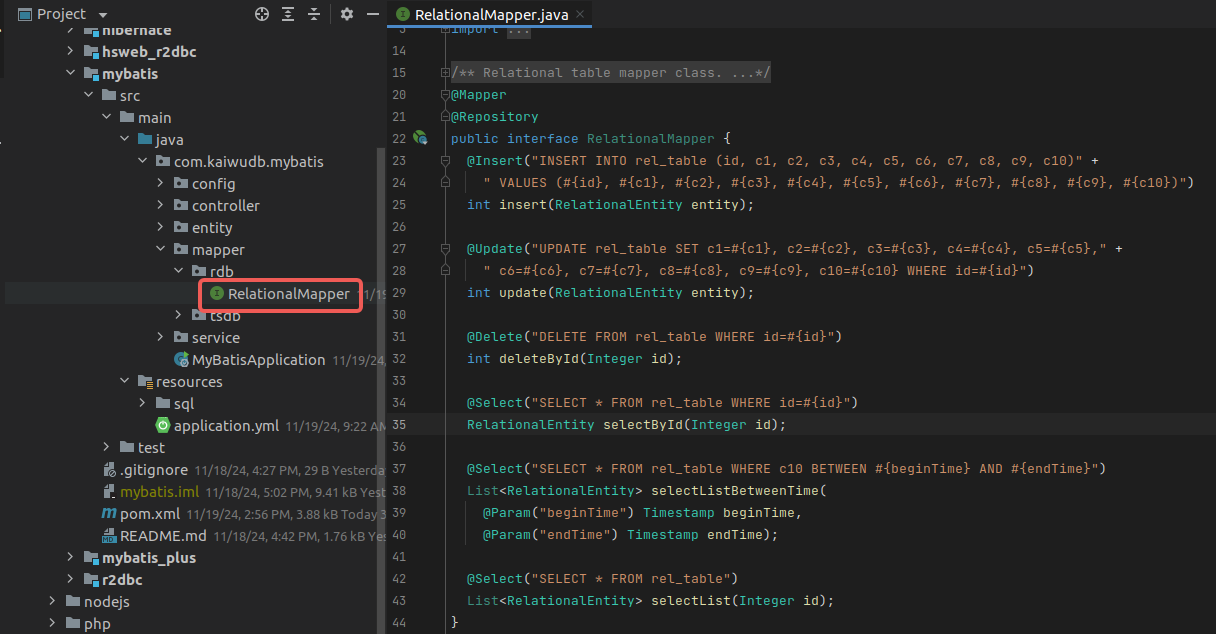 Project
hibernate
hsweb_r2dbc
mybatis
src
main
java
com.kaiwudb.mybatis
config
controller
entity
mapper
rdb
RelationalMapper 11/19
tsdb
service
MyBatisApplication 11/19/24,
resources
sql
application.yml 11/19/24, 9:22 AM
test
.gitignore 11/18/24, 4:27 PM, 29 B Yesterda
mybatis.iml 11/18/24, 5:02 PM, 9.41 kB Yest
pom.xml 11/19/24, 2:56 PM, 3.88 kB Today 3
README.md 11/18/24, 4:42 PM, 1.76 kB Yes
mybatis_plus
r2dbc
nodejs
php
RelationalMapper.java
3 import ...
14
15 /** Relational table mapper class. ...*/
20 @Mapper
21 @Repository
22 public interface RelationalMapper {
23 @Insert("INSERT INTO rel_table (id, c1, c2, c3, c4, c5, c6, c7, c8, c9, c10)" +
24 " VALUES (#{id}, #{c1}, #{c2}, #{c3}, #{c4}, #{c5}, #{c6}, #{c7}, #{c8}, #{c9}, #{c10})")
25 int insert(RelationalEntity entity);
26
27 @Update("UPDATE rel_table SET c1=#{c1}, c2=#{c2}, c3=#{c3}, c4=#{c4}, c5=#{c5}," +
28 " c6=#{c6}, c7=#{c7}, c8=#{c8}, c9=#{c9}, c10=#{c10} WHERE id=#{id}")
29 int update(RelationalEntity entity);
30
31 @Delete("DELETE FROM rel_table WHERE id=#{id}")
32 int deleteById(Integer id);
33
34 @Select("SELECT * FROM rel_table WHERE id=#{id}")
35 RelationalEntity selectById(Integer id);
36
37 @Select("SELECT * FROM rel_table WHERE c10 BETWEEN #{beginTime} AND #{endTime}")
38 List<RelationalEntity> selectListBetweenTime(
39 @Param("beginTime") Timestamp beginTime,
40 @Param("endTime") Timestamp endTime);
41
42 @Select("SELECT * FROM rel_table")
43 List<RelationalEntity> selectList(Integer id);
44 }